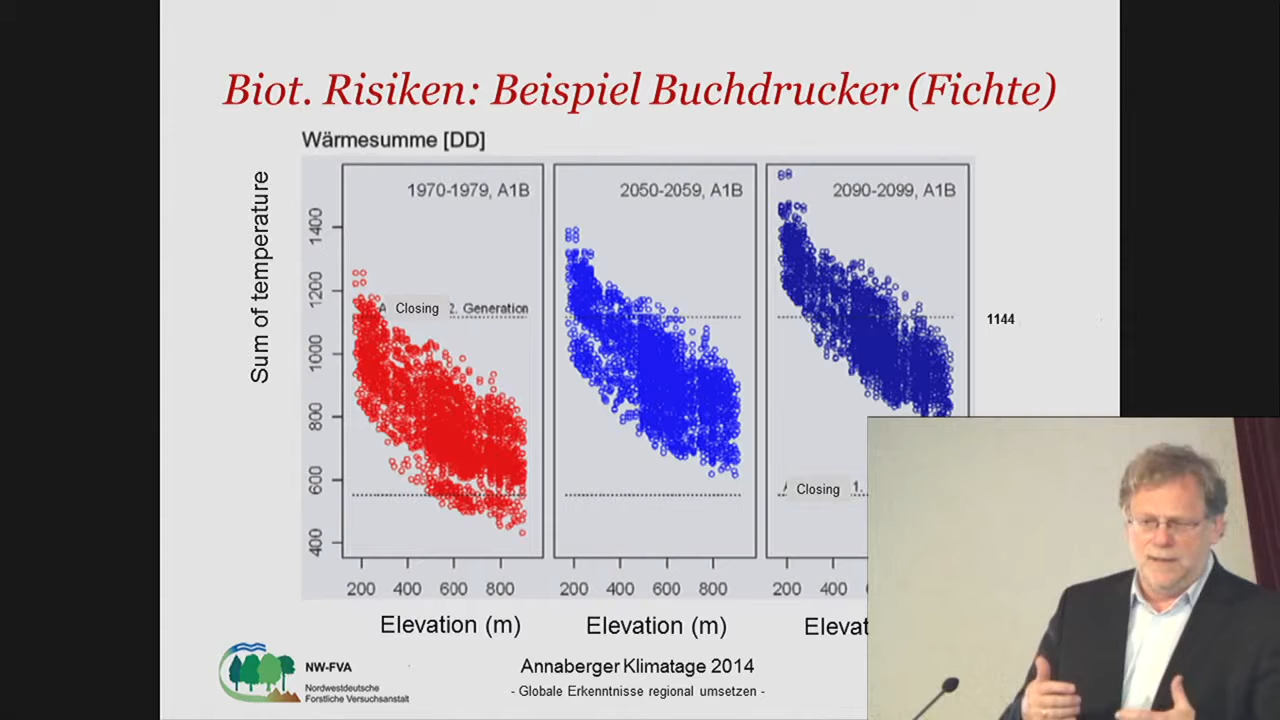 Biot. Risiken: Beispiel Buchdrucker (Fichte)
Wärmesumme [DD]
Sum of temperature
1400
1200
1000
800
600
400
1970-1979, A1B
2050-2059, A1B
2090-2099, A1B
Closing 2. Generation
1144
Closing 1.
200 400 600 800
200 400 600 800
200 400
Elevation (m)
Elevation (m)
Elevat
NW-FVA
Nordwestdeutsche
Forstliche Versuchsanstalt
Annaberger Klimatage 2014
- Globale Erkenntnisse regional umsetzen -